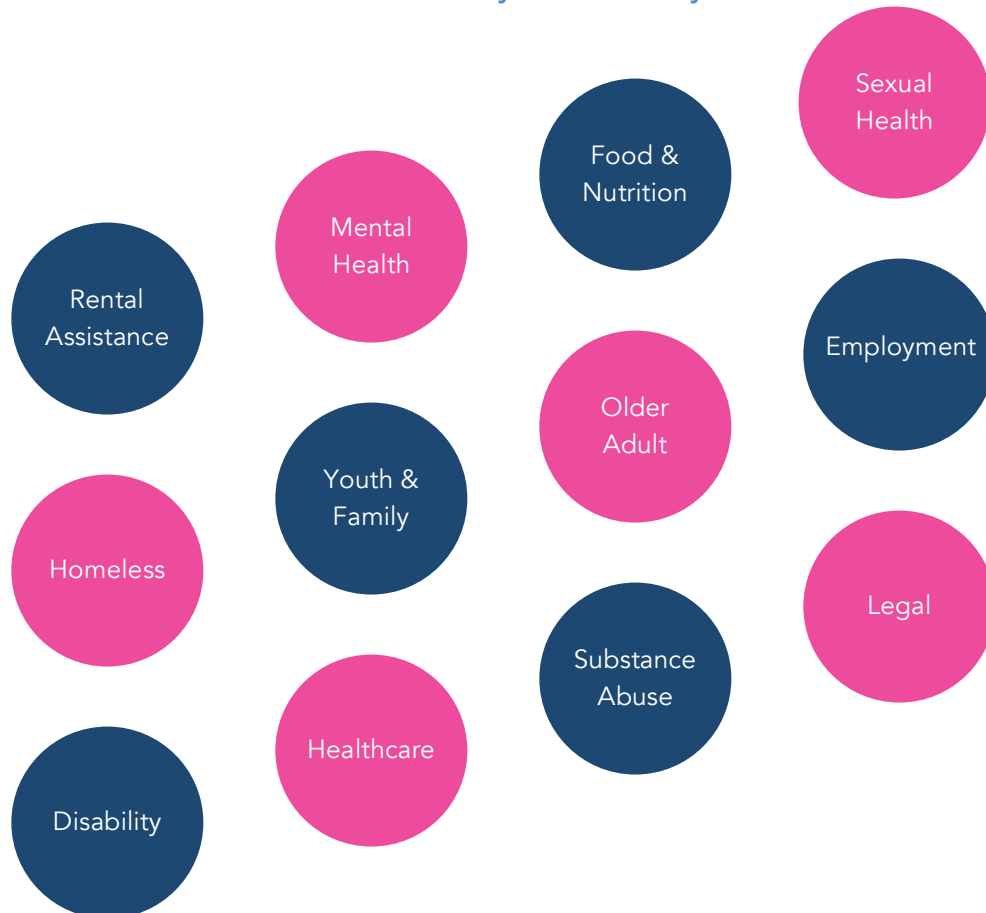 Sexual
Health
Food &
Nutrition
Mental
Health
Rental
Assistance
Employment
Older
Adult
Youth &
Family
Homeless
Legal
Substance
Abuse
Healthcare
Disability